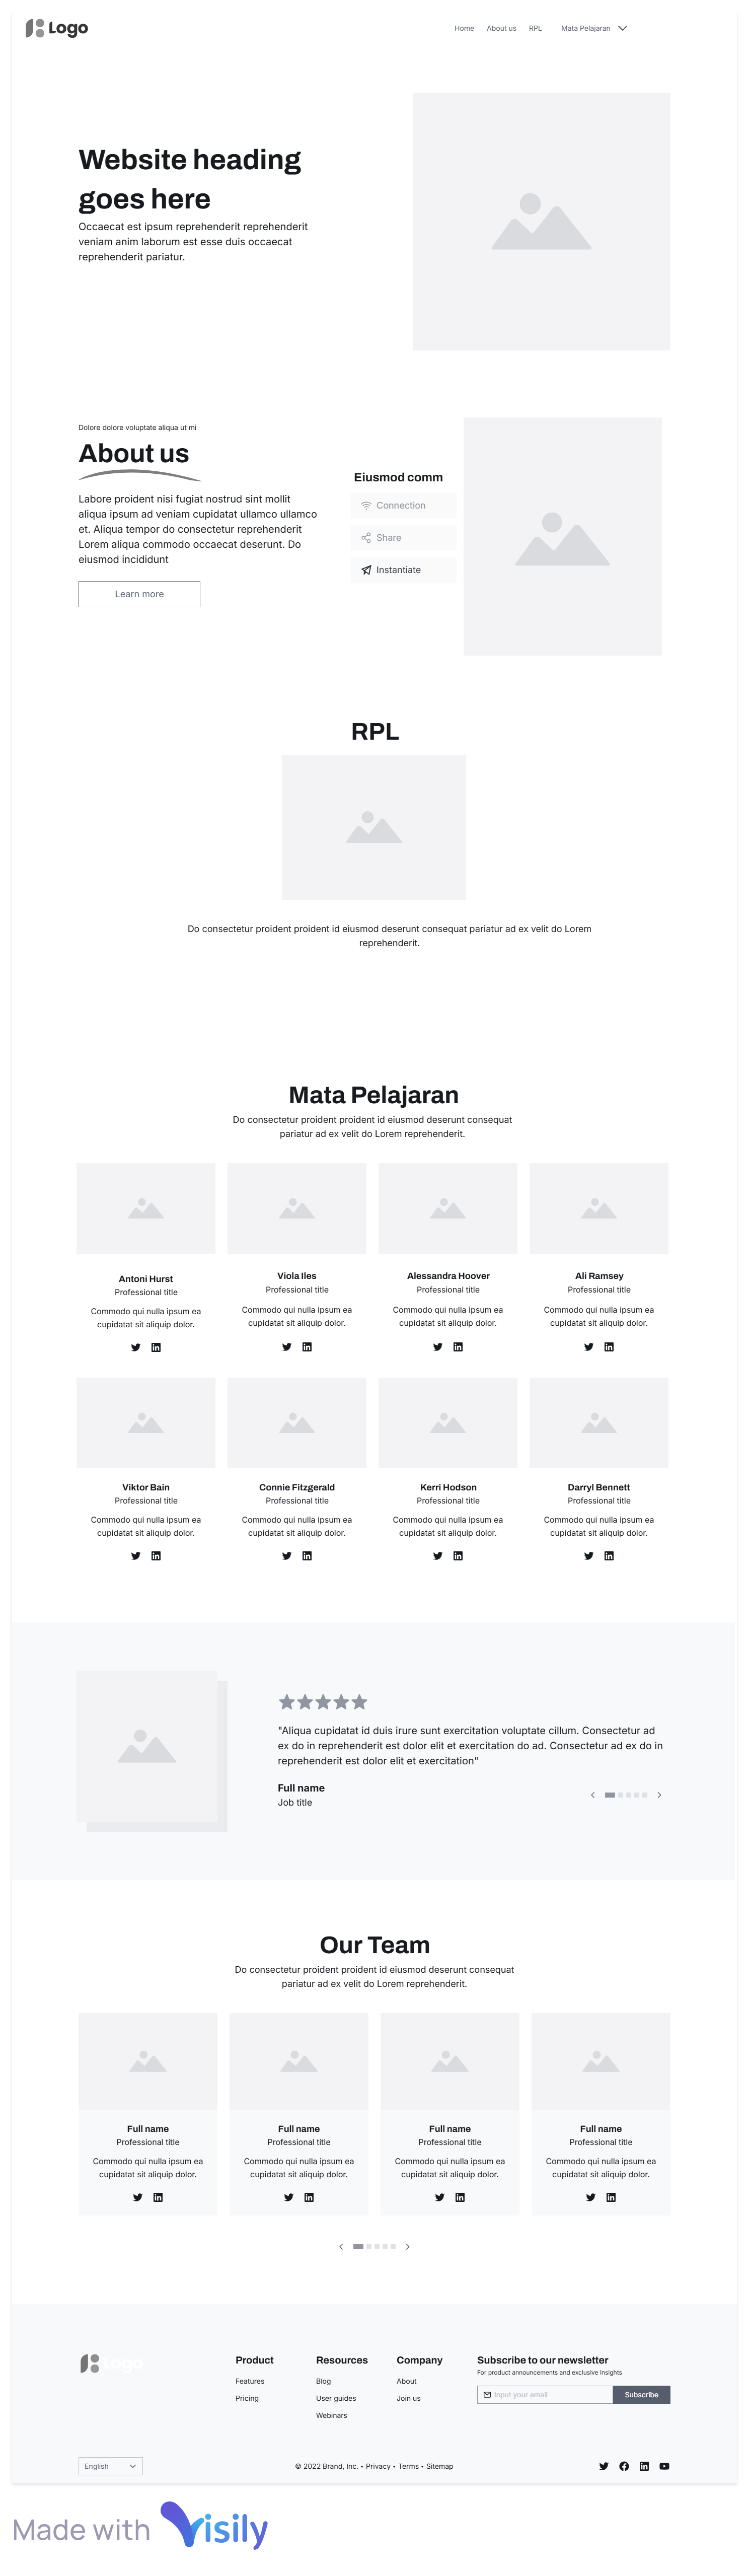 Logo
Home About us RPL Mata Pelajaran
Website heading
goes here
Occaecat est ipsum reprehenderit reprehenderit
veniam anim laborum est esse duis occaecat
reprehenderit pariatur.
Dolore dolore voluptate aliqua ut mi
About us
Labore proident nisi fugiat nostrud sint mollit
aliqua ipsum ad veniam cupidatat ullamco ullamco
et. Aliqua tempor do consectetur reprehenderit
Lorem aliqua commodo occaecat deserunt. Do
eiusmod incididunt
Learn more
Eiusmod comm
Connection
Share
Instantiate
RPL
Do consectetur proident proident id eiusmod deserunt consequat pariatur ad ex velit do Lorem
reprehenderit.
Mata Pelajaran
Do consectetur proident proident id eiusmod deserunt consequat
pariatur ad ex velit do Lorem reprehenderit.
Antoni Hurst
Professional title
Commodo qui nulla ipsum ea
cupidatat sit aliquip dolor.
Viola Iles
Professional title
Commodo qui nulla ipsum ea
cupidatat sit aliquip dolor.
Alessandra Hoover
Professional title
Commodo qui nulla ipsum ea
cupidatat sit aliquip dolor.
Ali Ramsey
Professional title
Commodo qui nulla ipsum ea
cupidatat sit aliquip dolor.
Viktor Bain
Professional title
Commodo qui nulla ipsum ea
cupidatat sit aliquip dolor.
Connie Fitzgerald
Professional title
Commodo qui nulla ipsum ea
cupidatat sit aliquip dolor.
Kerri Hodson
Professional title
Commodo qui nulla ipsum ea
cupidatat sit aliquip dolor.
Darryl Bennett
Professional title
Commodo qui nulla ipsum ea
cupidatat sit aliquip dolor.
"Aliqua cupidatat id duis irure sunt exercitation voluptate cillum. Consectetur ad
ex do in reprehenderit est dolor elit et exercitation do ad. Consectetur ad ex do in
reprehenderit est dolor elit et exercitation"
Full name
Job title
Our Team
Do consectetur proident proident id eiusmod deserunt consequat
pariatur ad ex velit do Lorem reprehenderit.
Full name
Professional title
Commodo qui nulla ipsum ea
cupidatat sit aliquip dolor.
Full name
Professional title
Commodo qui nulla ipsum ea
cupidatat sit aliquip dolor.
Full name
Professional title
Commodo qui nulla ipsum ea
cupidatat sit aliquip dolor.
Full name
Professional title
Commodo qui nulla ipsum ea
cupidatat sit aliquip dolor.
Logo
Product
Features
Pricing
Resources
Blog
User guides
Webinars
Company
About
Join us
Subscribe to our newsletter
For product announcements and exclusive insights
Input your email
Subscribe
English
© 2022 Brand, Inc. • Privacy • Terms • Sitemap
Made with Visily